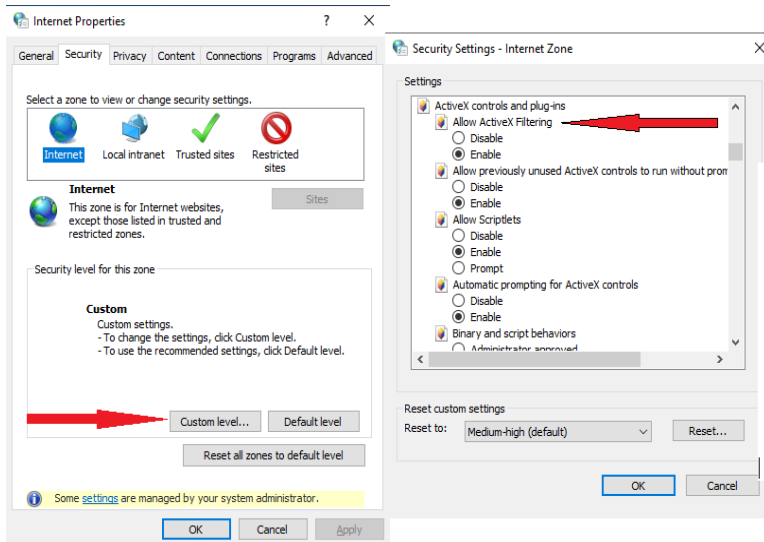 Internet Properties
?
General Security Privacy Content Connections Programs Advanced
Select a zone to view or change security settings.
Internet
Local intranet
Trusted sites
Restricted
sites
Internet
This zone is for Internet websites,
except those listed in trusted and
restricted zones.
Sites
Security level for this zone
Custom
Custom settings.
- To change the settings, click Custom level.
- To use the recommended settings, click Default level.
Custom level...
Default level
Reset all zones to default level
Some settings are managed by your system administrator.
OK
Cancel
Apply
Security Settings - Internet Zone
Settings
ActiveX controls and plug-ins
Allow ActiveX Filtering
Disable
Enable
Allow previously unused ActiveX controls to run without prom
Disable
Enable
Allow Scriptlets
Disable
Enable
Prompt
Automatic prompting for ActiveX controls
Disable
Enable
Binary and script behaviors
Administrator approved
Reset custom settings
Reset to:
Medium-high (default)
Reset...
OK
Cancel